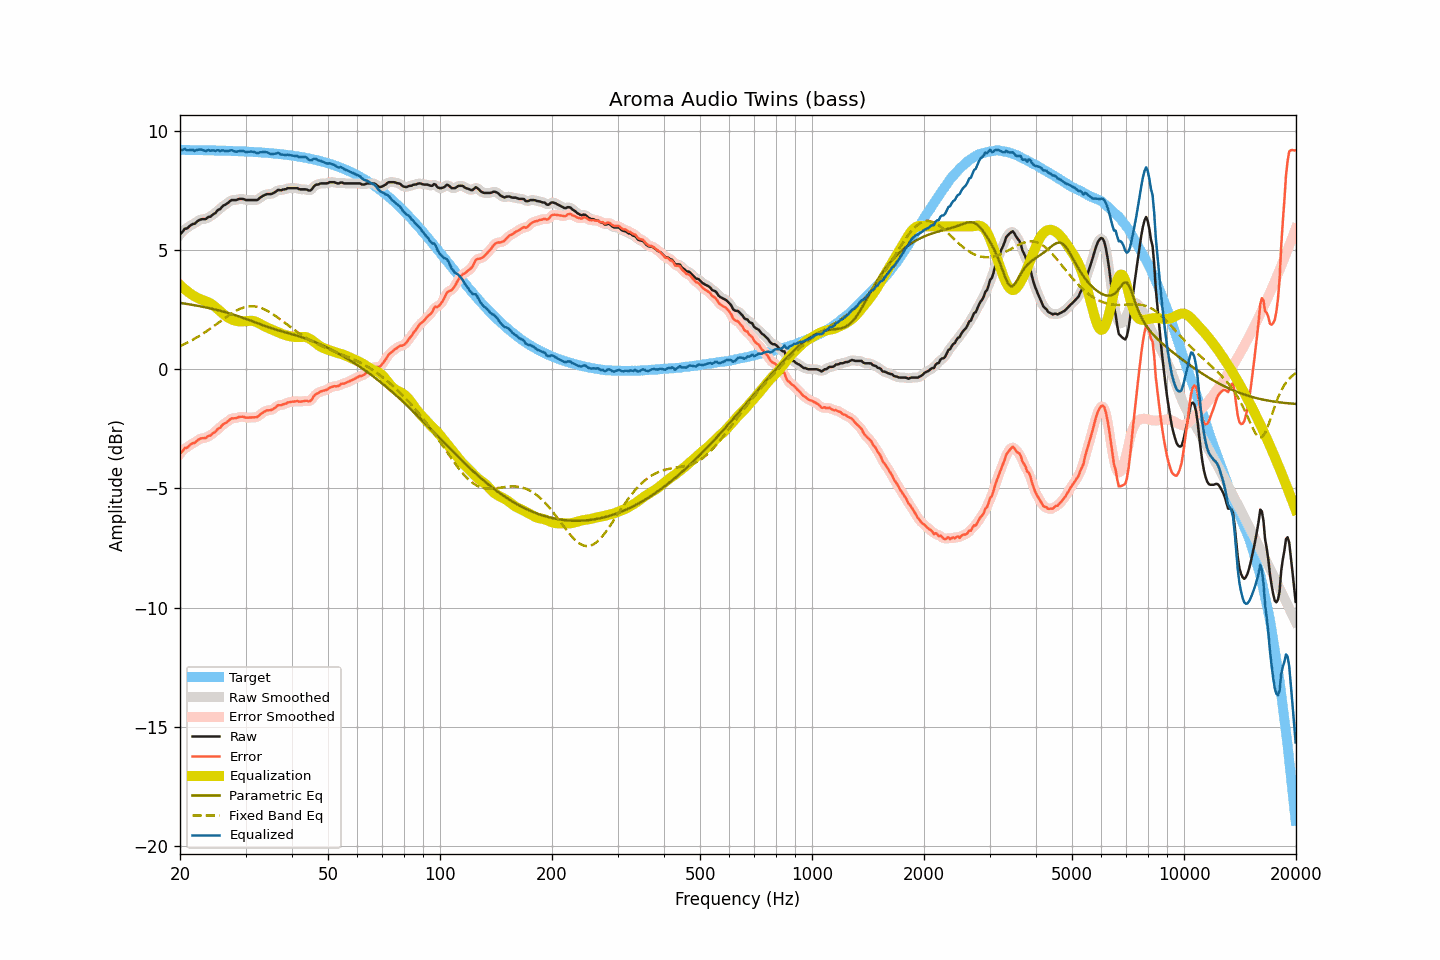 Aroma Audio Twins (bass)
Amplitude (dBr)
10
5
0
−5
−10
−15
−20
Target
Raw Smoothed
Error Smoothed
Raw
Error
Equalization
Parametric Eq
Fixed Band Eq
Equalized
20 50 100 200 500 1000 2000 5000 10000 20000
Frequency (Hz)